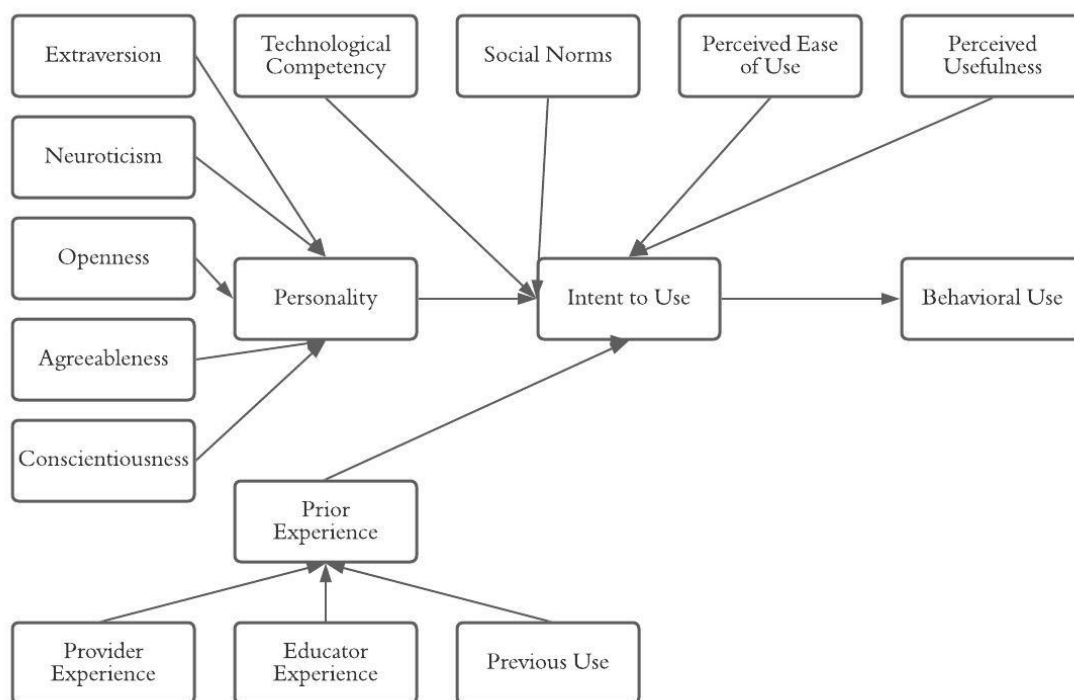 Extraversion
Technological
Competency
Social Norms
Perceived Ease
of Use
Perceived
Usefulness
Neuroticism
Openness
Personality
Intent to Use
Behavioral Use
Agreeableness
Conscientiousness
Prior
Experience
Provider
Experience
Educator
Experience
Previous Use